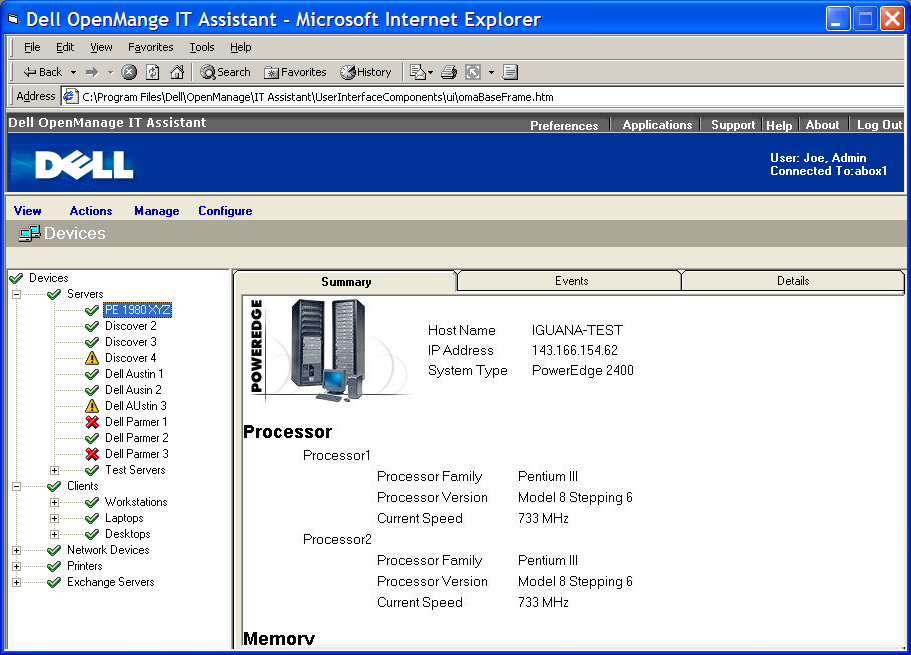 Dell OpenMange IT Assistant - Microsoft Internet Explorer
File Edit View Favorites Tools Help
Back Search Favorites History
Address C:\Program Files\Dell\OpenManage\IT Assistant\UserInterfaceComponents\ui\omaBaseFrame.htm
Dell OpenManage IT Assistant Preferences Applications Support Help About Log Out
DELL
User: Joe, Admin
Connected To:abox1
View Actions Manage Configure
Devices
Devices
Servers
PE 1980 XYZ
Discover 2
Discover 3
Discover 4
Dell Austin 1
Dell Ausin 2
Dell AUstin 3
Dell Parmer 1
Dell Parmer 2
Dell Parmer 3
Test Servers
Clients
Workstations
Laptops
Desktops
Network Devices
Printers
Exchange Servers
Summary Events Details
POWEREDGE
Host Name IGUANA-TEST
IP Address 143.166.154.62
System Type PowerEdge 2400
Processor
Processor1
Processor Family Pentium III
Processor Version Model 8 Stepping 6
Current Speed 733 MHz
Processor2
Processor Family Pentium III
Processor Version Model 8 Stepping 6
Current Speed 733 MHz
Memory